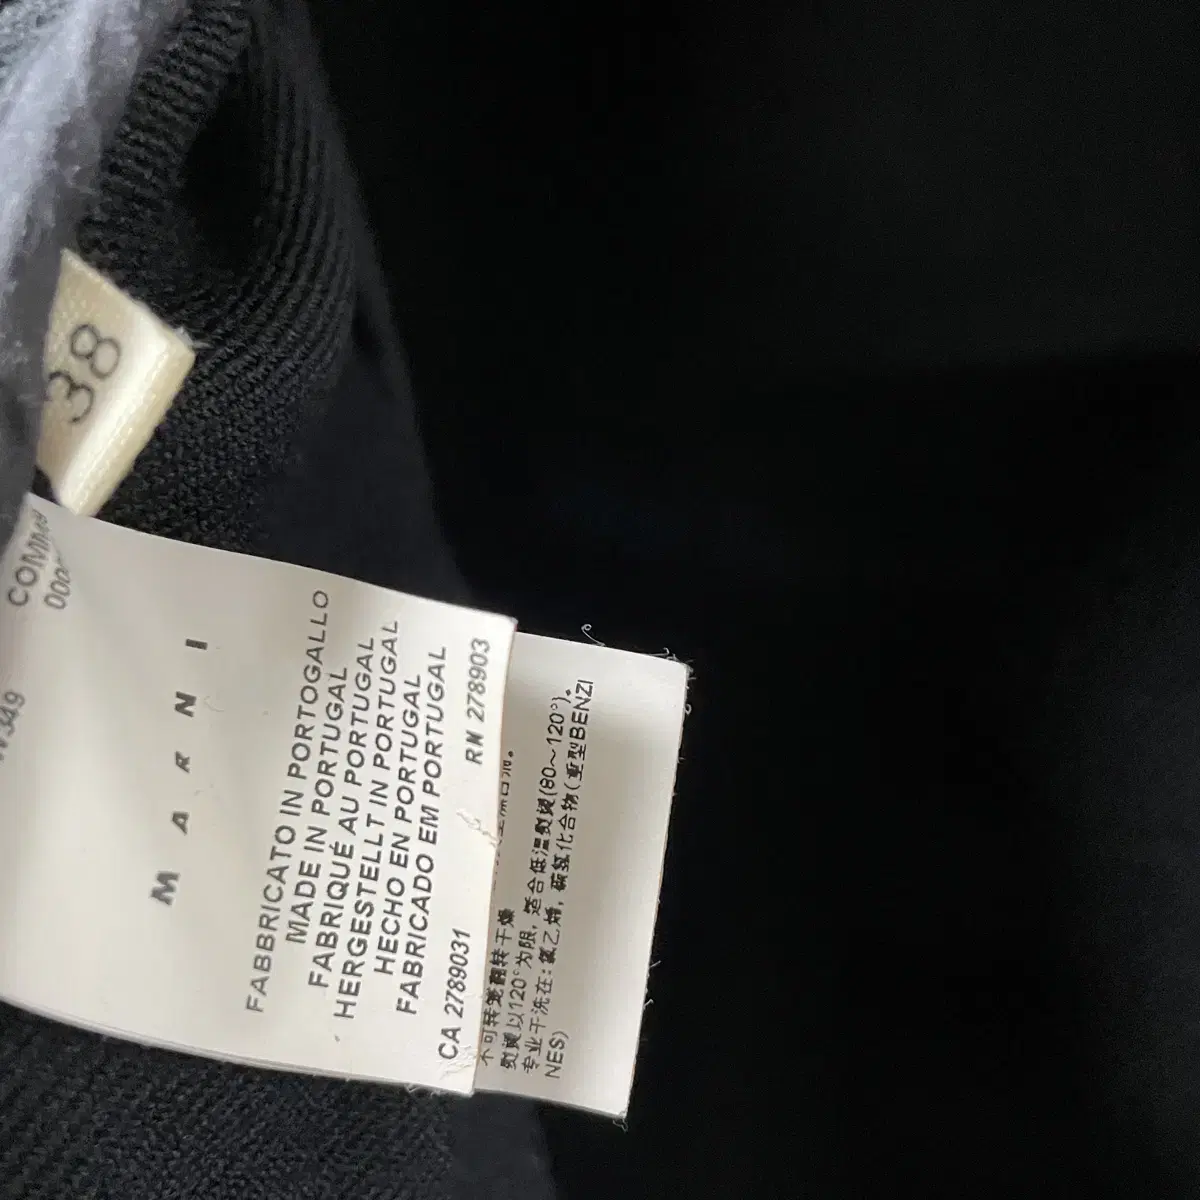 38
M A R N I
FABBRICATO IN PORTOGALLO
MADE IN PORTUGAL
FABRIQUÉ AU PORTUGAL
HERGESTELLT IN PORTUGAL
HECHO EN PORTUGAL
FABRICADO EM PORTUGAL
CA 2789031 RN 278903
不可转笼翻转干燥
熨烫以120°为限, 适合低温熨烫(80~120°)。
专业干洗在: 氯乙烯, 碳氢化合物(重型BENZI
NES)